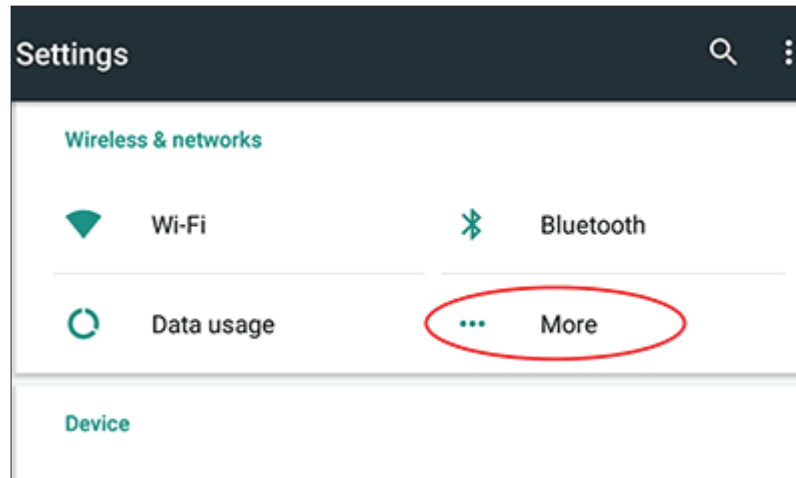 Settings
Wireless & networks
Wi-Fi
Bluetooth
Data usage
More
Device